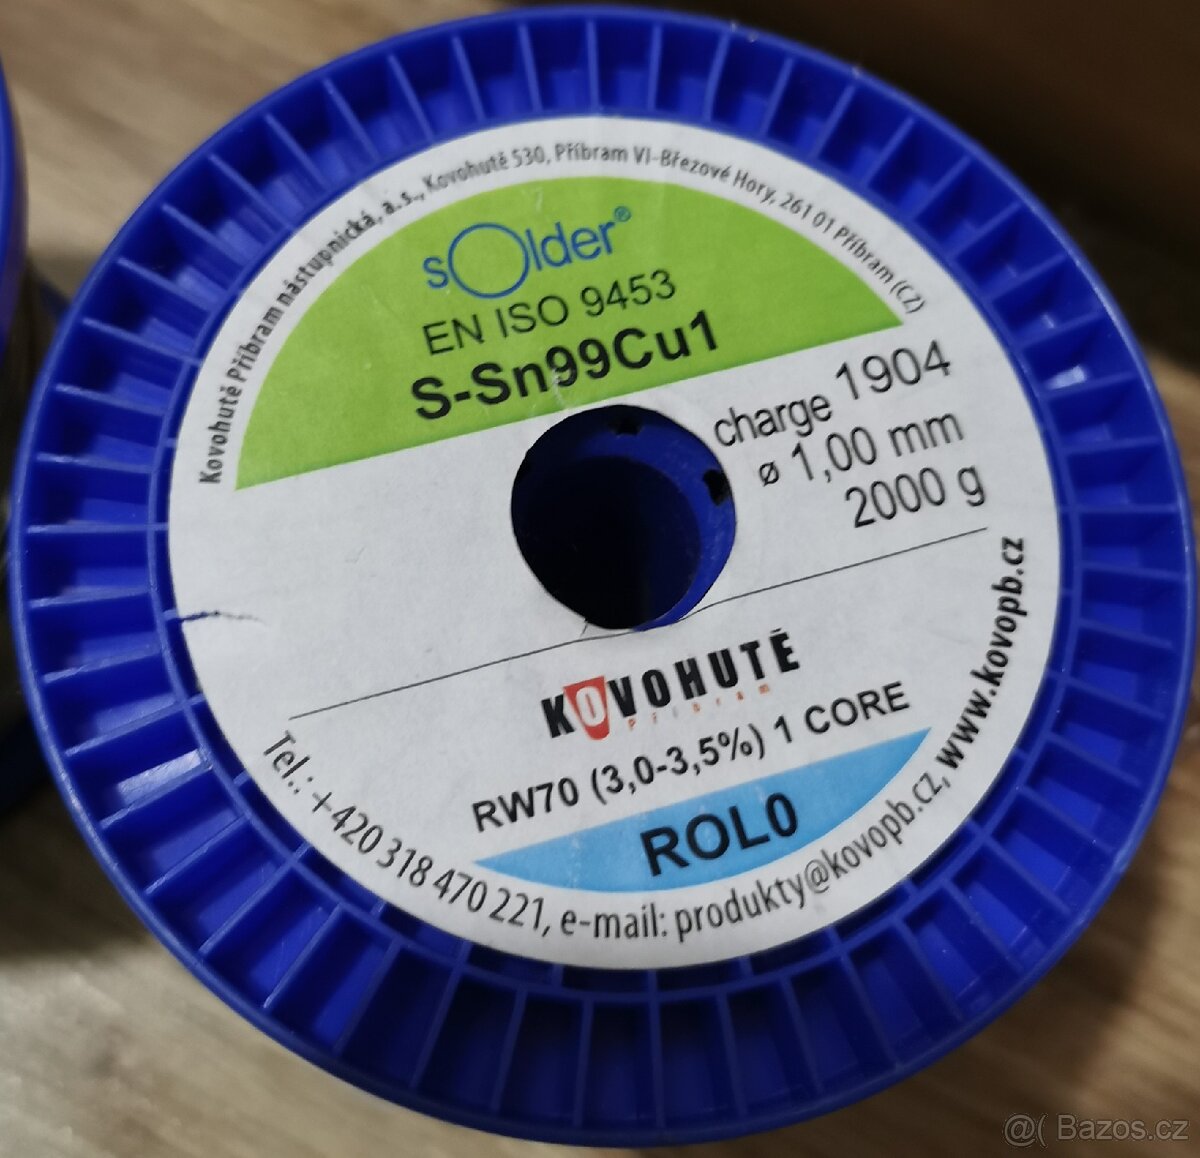 Kovohutě Příbram nástupnická, a.s., Kovohutě 530, Příbram VI-Březové Hory, 261 01 Příbram (CZ)
sOlder®
EN ISO 9453
S-Sn99Cu1
charge 1904
ø 1,00 mm
2000 g
KOVOHUTĚ
Příbram
RW70 (3,0-3,5%) 1 CORE
ROL0
Tel.: +420 318 470 221, e-mail: produkty@kovopb.cz, www.kovopb.cz
@( Bazos.cz